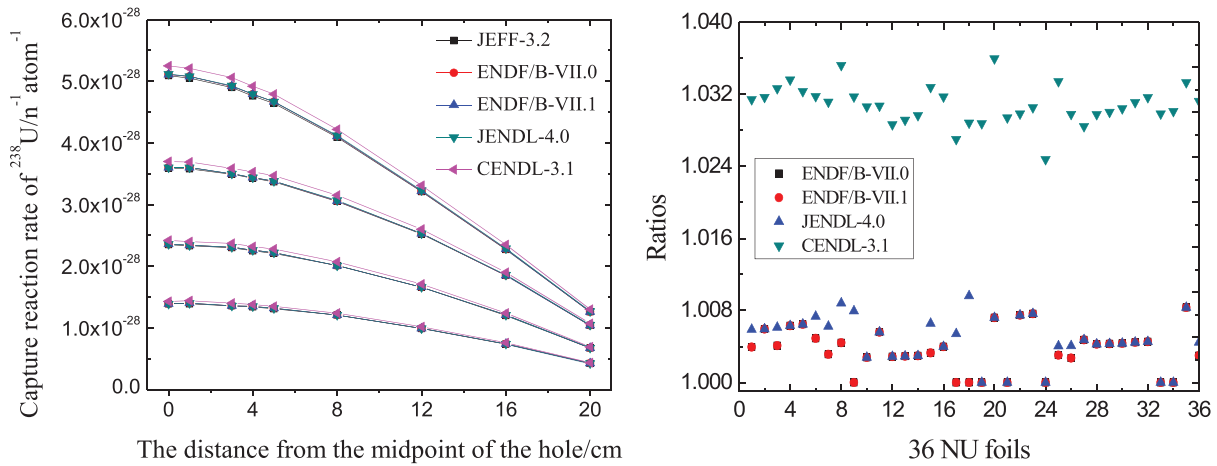 Capture reaction rate of ²³⁸U/n⁻¹ atom⁻¹
6.0x10⁻²⁸
5.0x10⁻²⁸
4.0x10⁻²⁸
3.0x10⁻²⁸
2.0x10⁻²⁸
1.0x10⁻²⁸
0.0
JEFF-3.2
ENDF/B-VII.0
ENDF/B-VII.1
JENDL-4.0
CENDL-3.1
0 4 8 12 16 20
The distance from the midpoint of the hole/cm
Ratios
1.040
1.032
1.024
1.016
1.008
1.000
ENDF/B-VII.0
ENDF/B-VII.1
JENDL-4.0
CENDL-3.1
0 4 8 12 16 20 24 28 32 36
36 NU foils